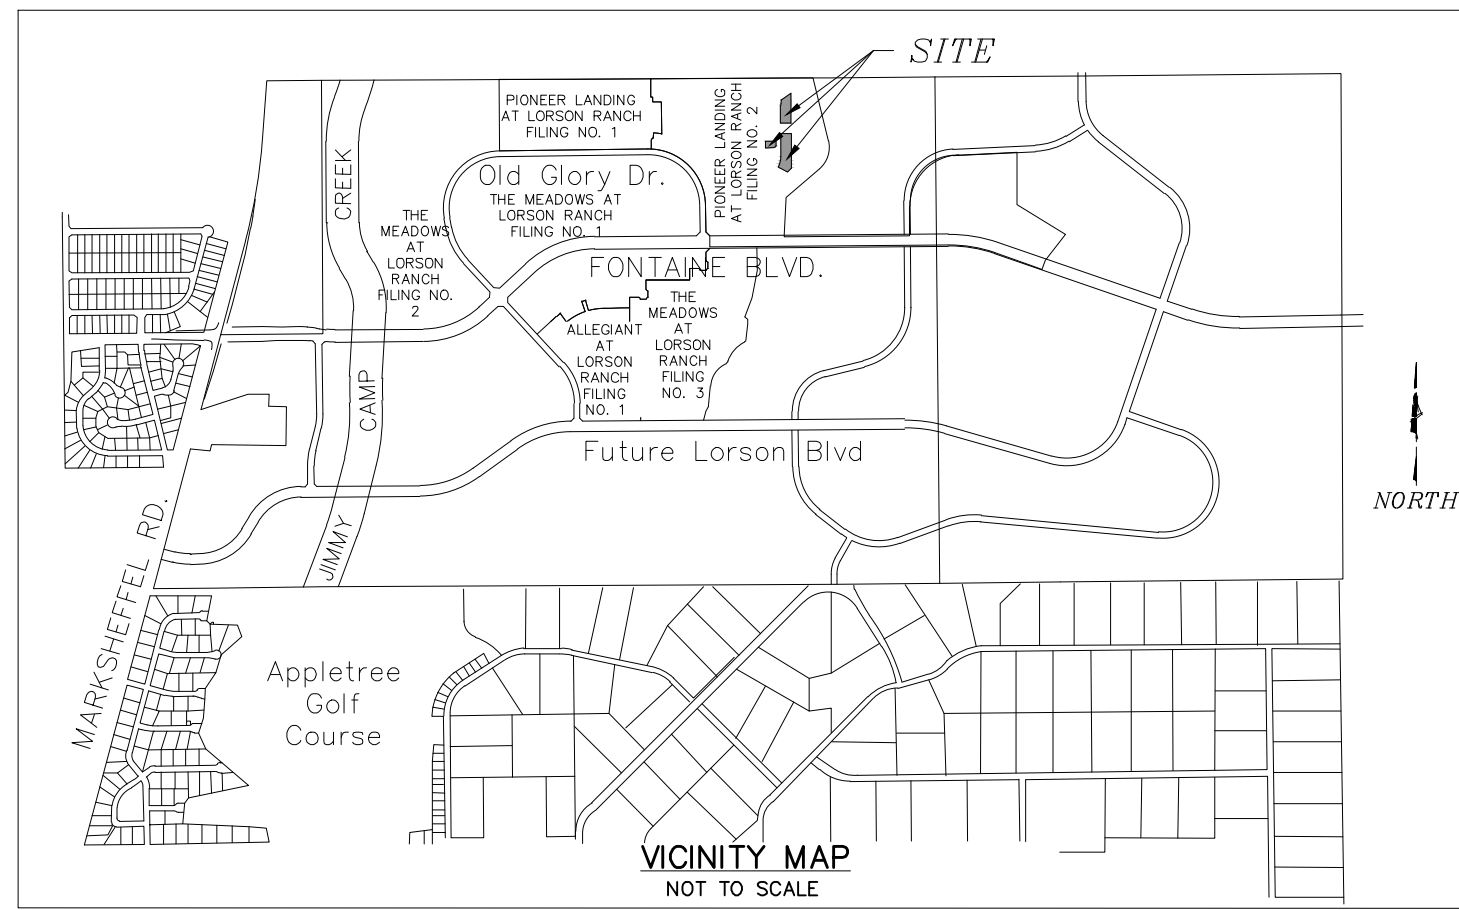 SITE
PIONEER LANDING
AT LORSON RANCH
FILING NO. 1
PIONEER LANDING
AT LORSON RANCH
FILING NO. 2
CREEK
Old Glory Dr.
THE MEADOWS AT
LORSON RANCH
FILING NO. 1
THE
MEADOWS
AT
LORSON
RANCH
FILING NO.
2
FONTAINE BLVD.
THE
MEADOWS
AT
LORSON
RANCH
FILING
NO. 3
ALLEGIANT
AT
LORSON
RANCH
FILING
NO. 1
CAMP
Future Lorson Blvd
NORTH
JIMMY
MARKSHEFFEL RD.
Appletree
Golf
Course
VICINITY MAP
NOT TO SCALE